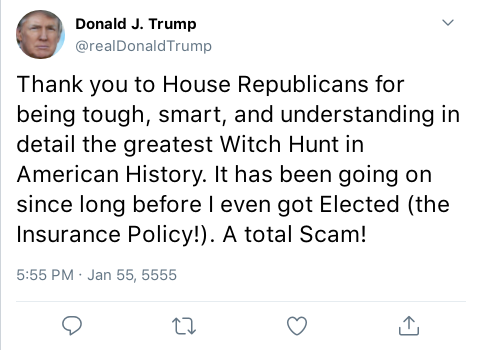 Donald J. Trump
@realDonaldTrump
Thank you to House Republicans for
being tough, smart, and understanding in
detail the greatest Witch Hunt in
American History. It has been going on
since long before I even got Elected (the
Insurance Policy!). A total Scam!
5:55 PM · Jan 55, 5555